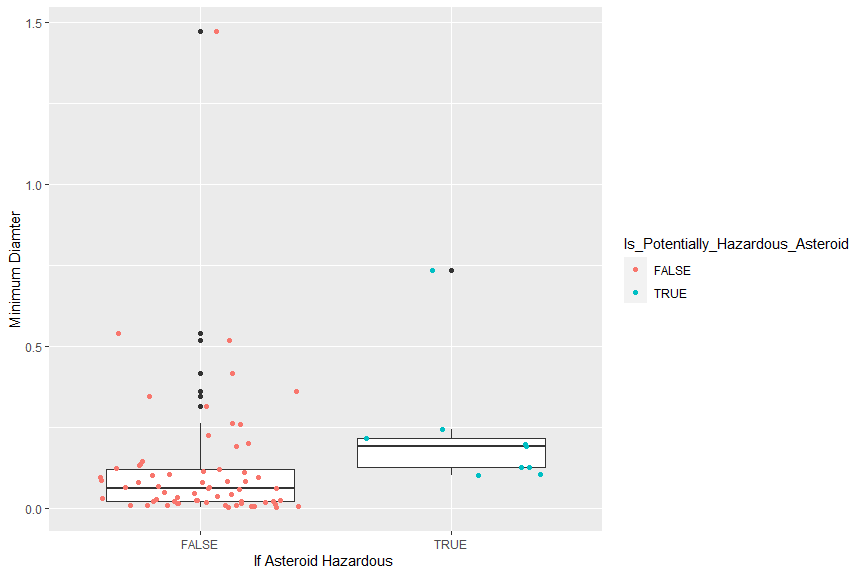 1.5
1.0
0.5
0.0
Minimum Diamter
FALSE
TRUE
If Asteroid Hazardous
Is_Potentially_Hazardous_Asteroid
FALSE
TRUE